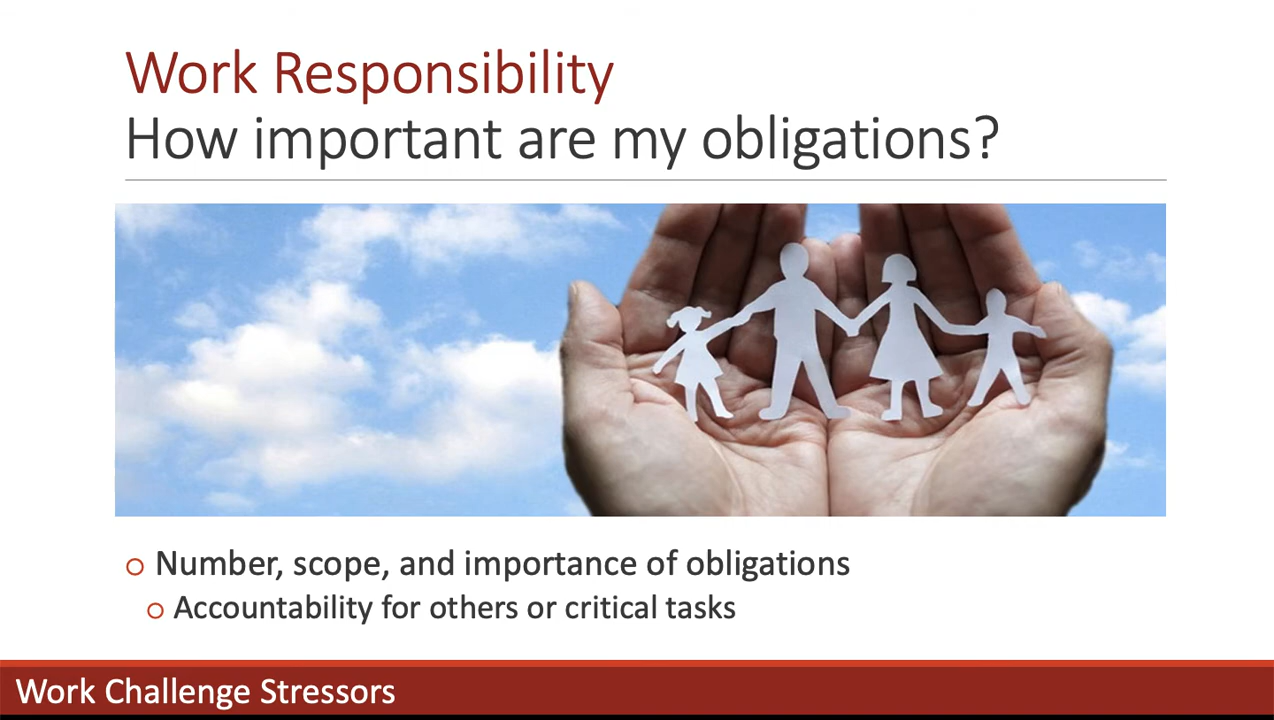 Work Responsibility
How important are my obligations?
Number, scope, and importance of obligations
Accountability for others or critical tasks
Work Challenge Stressors